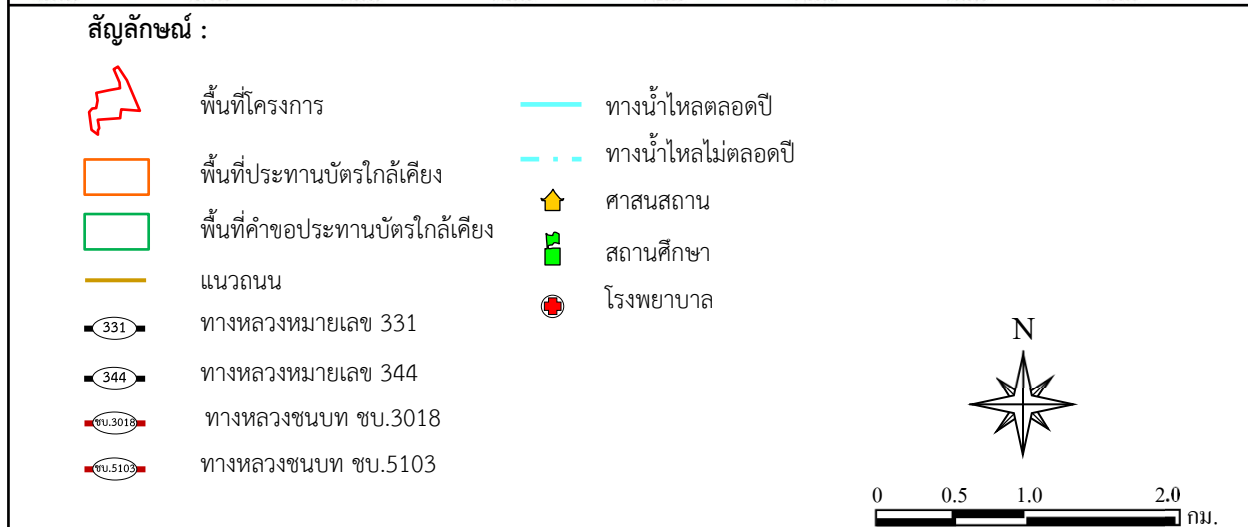 สัญลักษณ์ :
พื้นที่โครงการ
พื้นที่ประทานบัตรใกล้เคียง
พื้นที่คำขอประทานบัตรใกล้เคียง
แนวถนน
331 ทางหลวงหมายเลข 331
344 ทางหลวงหมายเลข 344
ชบ.3018 ทางหลวงชนบท ชบ.3018
ชบ.5103 ทางหลวงชนบท ชบ.5103
ทางน้ำไหลตลอดปี
ทางน้ำไหลไม่ตลอดปี
ศาสนสถาน
สถานศึกษา
โรงพยาบาล
N
0 0.5 1.0 2.0
กม.